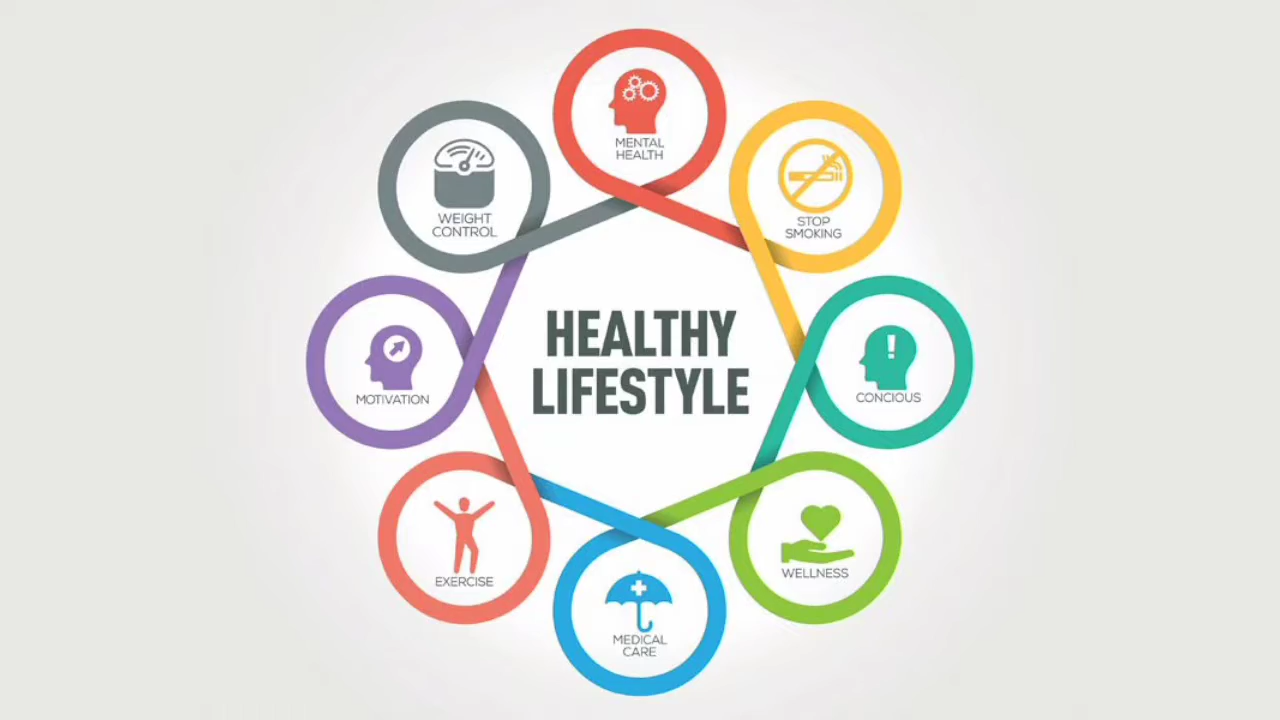 HEALTHY
LIFESTYLE
MENTAL
HEALTH
STOP
SMOKING
CONCIOUS
WELLNESS
MEDICAL
CARE
EXERCISE
MOTIVATION
WEIGHT
CONTROL